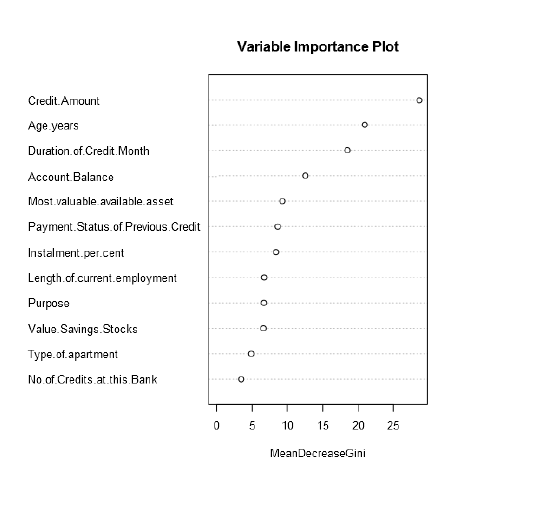 Variable Importance Plot
Credit.Amount
Age.years
Duration.of.Credit.Month
Account.Balance
Most.valuable.available.asset
Payment.Status.of.Previous.Credit
Instalment.per.cent
Length.of.current.employment
Purpose
Value.Savings.Stocks
Type.of.apartment
No.of.Credits.at.this.Bank
0 5 10 15 20 25
MeanDecreaseGini